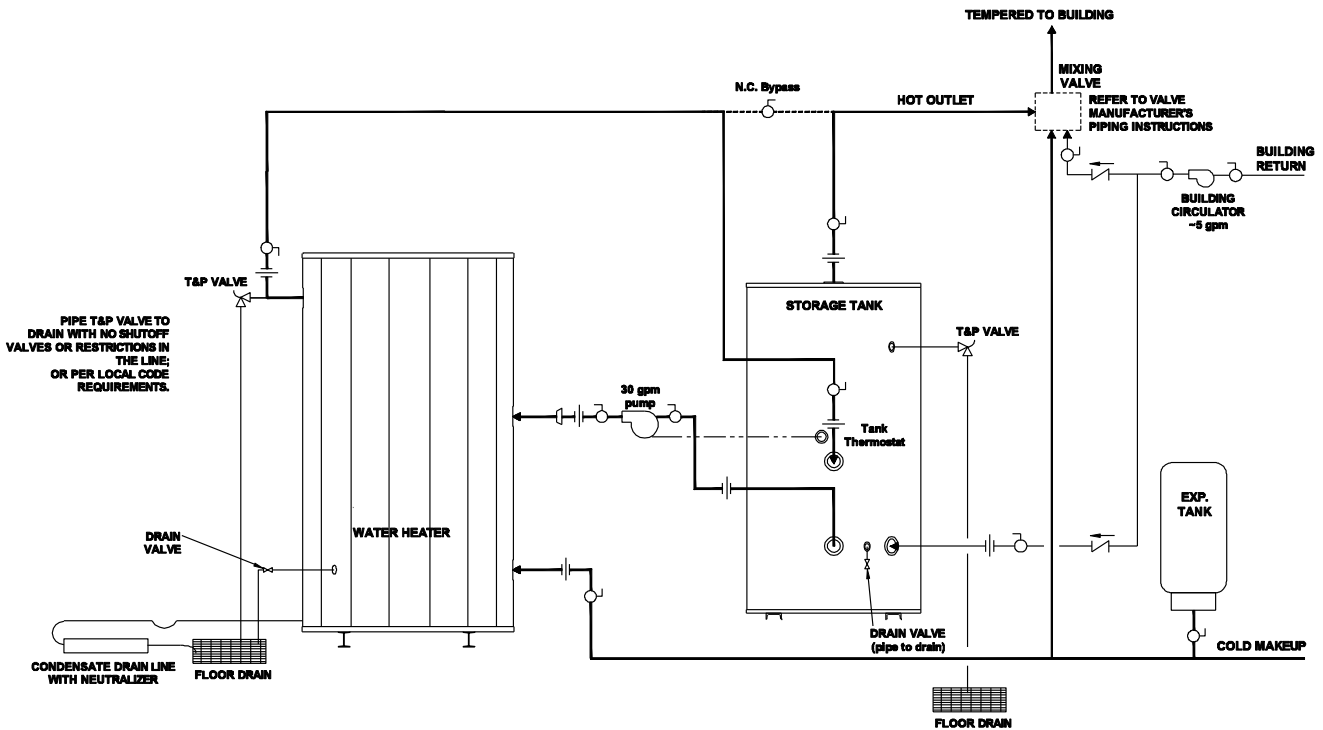 TEMPERED TO BUILDING
MIXING
VALVE
N.C. Bypass
HOT OUTLET
REFER TO VALVE
MANUFACTURER'S
PIPING INSTRUCTIONS
BUILDING
RETURN
BUILDING
CIRCULATOR
~5 gpm
T&P VALVE
PIPE T&P VALVE TO
DRAIN WITH NO SHUTOFF
VALVES OR RESTRICTIONS IN
THE LINE;
OR PER LOCAL CODE
REQUIREMENTS.
STORAGE TANK
T&P VALVE
30 gpm
pump
Tank
Thermostat
EXP.
TANK
WATER HEATER
DRAIN
VALVE
DRAIN VALVE
(pipe to drain)
COLD MAKEUP
CONDENSATE DRAIN LINE
WITH NEUTRALIZER
FLOOR DRAIN
FLOOR DRAIN